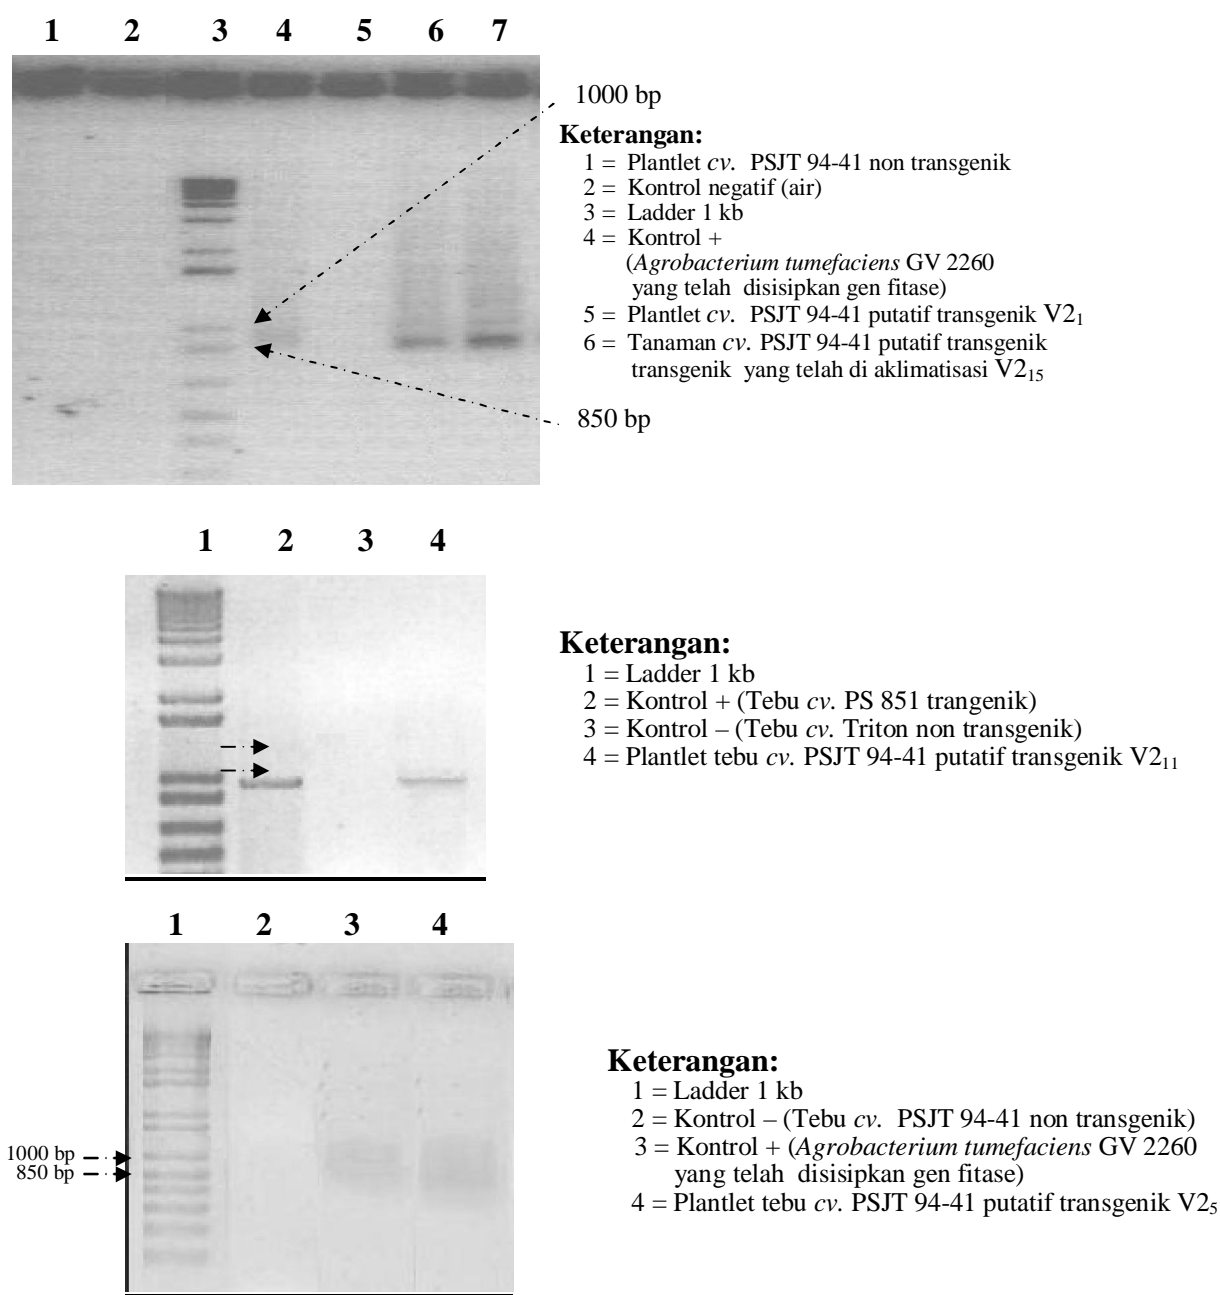 1 2 3 4 5 6 7
1000 bp
Keterangan:
1 = Plantlet cv. PSJT 94-41 non transgenik
2 = Kontrol negatif (air)
3 = Ladder 1 kb
4 = Kontrol +
(Agrobacterium tumefaciens GV 2260
yang telah disisipkan gen fitase)
5 = Plantlet cv. PSJT 94-41 putatif transgenik V2₁
6 = Tanaman cv. PSJT 94-41 putatif transgenik
transgenik yang telah di aklimatisasi V2₁₅
850 bp
1 2 3 4
Keterangan:
1 = Ladder 1 kb
2 = Kontrol + (Tebu cv. PS 851 trangenik)
3 = Kontrol – (Tebu cv. Triton non transgenik)
4 = Plantlet tebu cv. PSJT 94-41 putatif transgenik V2₁₁
1 2 3 4
1000 bp
850 bp
Keterangan:
1 = Ladder 1 kb
2 = Kontrol – (Tebu cv. PSJT 94-41 non transgenik)
3 = Kontrol + (Agrobacterium tumefaciens GV 2260
yang telah disisipkan gen fitase)
4 = Plantlet tebu cv. PSJT 94-41 putatif transgenik V2₅